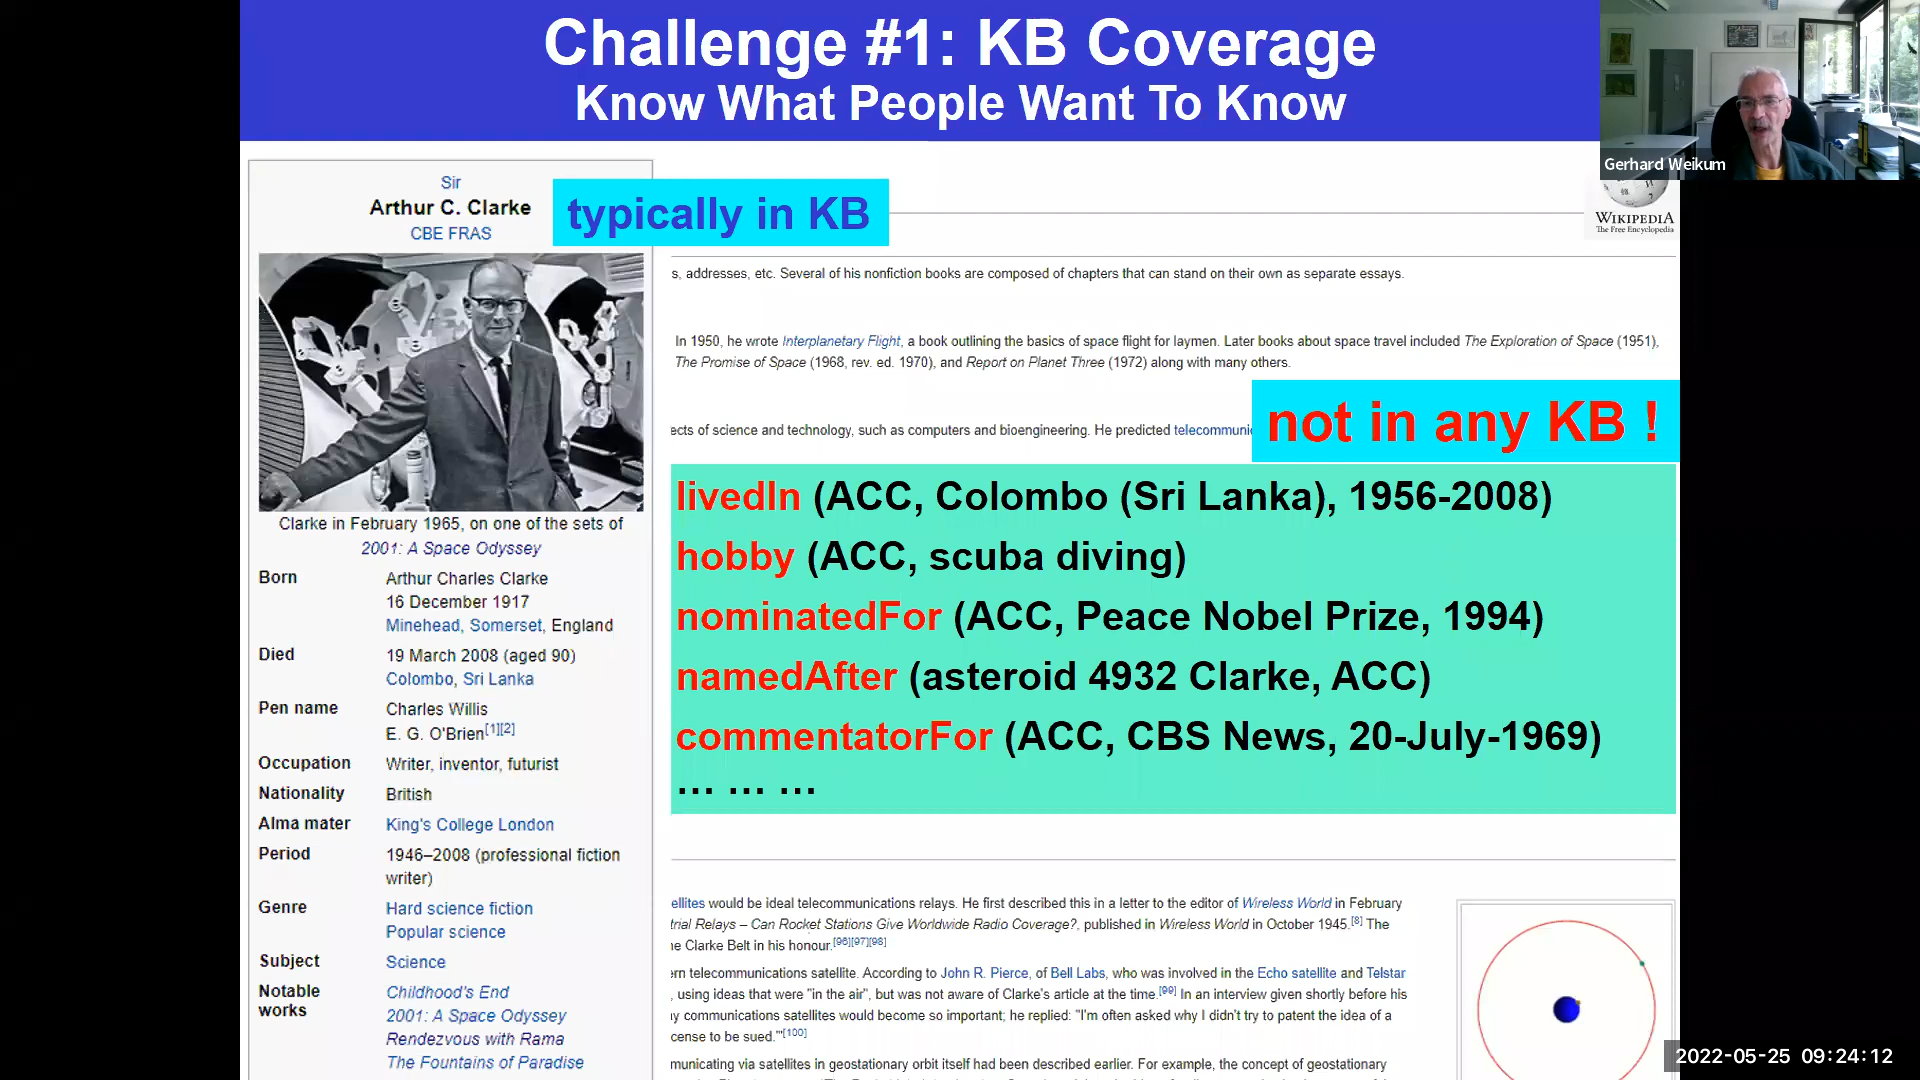 Challenge #1: KB Coverage
Know What People Want To Know
Gerhard Weikum
WIKIPEDIA
The Free Encyclopedia
Sir
Arthur C. Clarke
CBE FRAS
typically in KB
Clarke in February 1965, on one of the sets of
2001: A Space Odyssey
Born Arthur Charles Clarke
16 December 1917
Minehead, Somerset, England
Died 19 March 2008 (aged 90)
Colombo, Sri Lanka
Pen name Charles Willis
E. G. O'Brien[1][2]
Occupation Writer, inventor, futurist
Nationality British
Alma mater King's College London
Period 1946–2008 (professional fiction
writer)
Genre Hard science fiction
Popular science
Subject Science
Notable works Childhood's End
2001: A Space Odyssey
Rendezvous with Rama
The Fountains of Paradise
s, addresses, etc. Several of his nonfiction books are composed of chapters that can stand on their own as separate essays.
In 1950, he wrote Interplanetary Flight, a book outlining the basics of space flight for laymen. Later books about space travel included The Exploration of Space (1951),
The Promise of Space (1968, rev. ed. 1970), and Report on Planet Three (1972) along with many others.
ects of science and technology, such as computers and bioengineering. He predicted telecommuni
not in any KB !
livedIn (ACC, Colombo (Sri Lanka), 1956-2008)
hobby (ACC, scuba diving)
nominatedFor (ACC, Peace Nobel Prize, 1994)
namedAfter (asteroid 4932 Clarke, ACC)
commentatorFor (ACC, CBS News, 20-July-1969)
... ... ...
ellites would be ideal telecommunications relays. He first described this in a letter to the editor of Wireless World in February
trial Relays – Can Rocket Stations Give Worldwide Radio Coverage?, published in Wireless World in October 1945.[8] The
e Clarke Belt in his honour.[96][97][98]
rn telecommunications satellite. According to John R. Pierce, of Bell Labs, who was involved in the Echo satellite and Telstar
, using ideas that were "in the air", but was not aware of Clarke's article at the time.[99] In an interview given shortly before his
y communications satellites would become so important; he replied: "I'm often asked why I didn't try to patent the idea of a
cense to be sued."'[100]
municating via satellites in geostationary orbit itself had been described earlier. For example, the concept of geostationary
2022-05-25 09:24:12